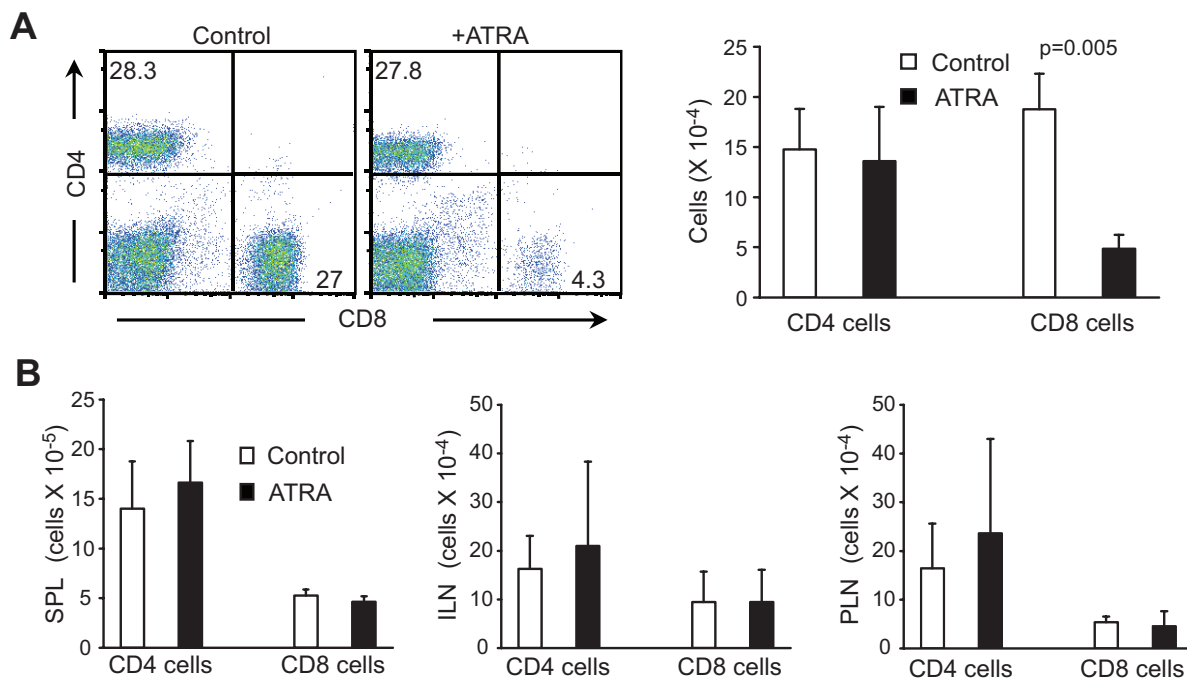 A
Control
+ATRA
28.3
27.8
CD4
27
4.3
CD8
25
20
15
10
5
0
Cells (X 10-4)
Control
ATRA
p=0.005
CD4 cells
CD8 cells
B
25
20
15
10
5
0
SPL (cells X 10-5)
Control
ATRA
CD4 cells
CD8 cells
50
40
30
20
10
0
ILN (cells X 10-4)
CD4 cells
CD8 cells
50
40
30
20
10
0
PLN (cells X 10-4)
CD4 cells
CD8 cells